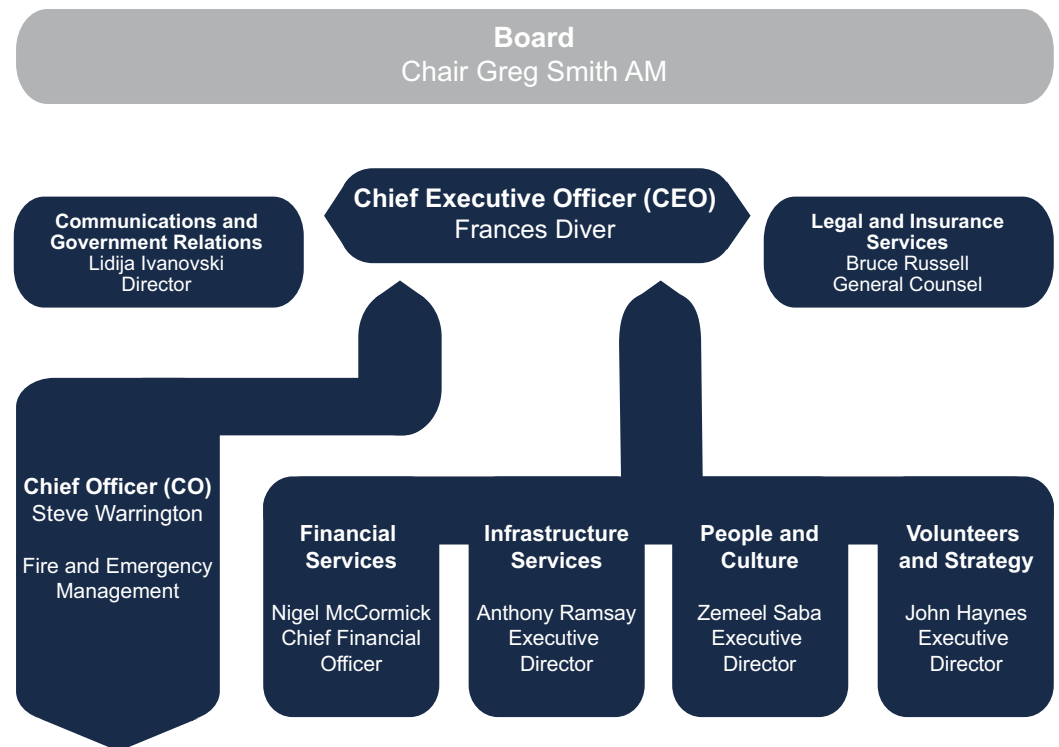 Board
Chair Greg Smith AM
Chief Executive Officer (CEO)
Frances Diver
Communications and
Government Relations
Lidija Ivanovski
Director
Legal and Insurance
Services
Bruce Russell
General Counsel
Chief Officer (CO)
Steve Warrington
Fire and Emergency
Management
Financial
Services
Nigel McCormick
Chief Financial
Officer
Infrastructure
Services
Anthony Ramsay
Executive
Director
People and
Culture
Zemeel Saba
Executive
Director
Volunteers
and Strategy
John Haynes
Executive
Director